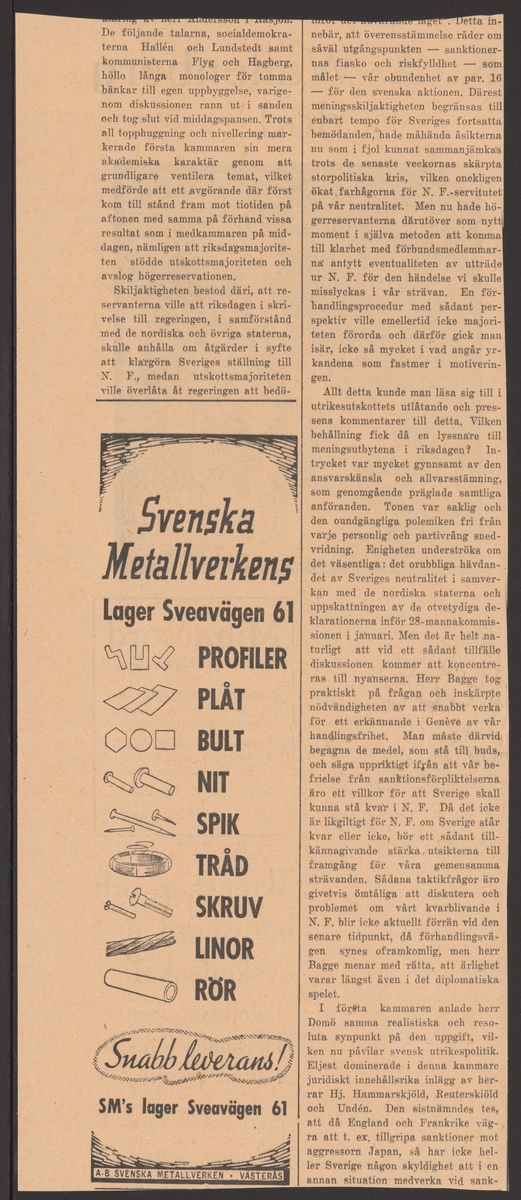 De följande talarna, socialdemokra-
terna Hallén och Lundstedt samt
kommunisterna Flyg och Hagberg,
höllo långa monologer för tomma
bänkar till egen uppbyggelse, varige-
nom diskussionen rann ut i sanden
och tog slut vid middagspausen. Trots
all topphuggning och nivellering mar-
kerade första kammaren sin mera
akademiska karaktär genom att
grundligare ventilera temat, vilket
medförde att ett avgörande där först
kom till stånd fram mot tiotiden på
aftonen med samma på förhand vissa
resultat som i medkammaren på mid-
dagen, nämligen att riksdagsmajorite-
ten stödde utskottsmajoriteten och
avslog högerreservationen.
Skiljaktigheten bestod däri, att re-
servanterna ville att riksdagen i skri-
velse till regeringen, i samförstånd
med de nordiska och övriga staterna,
skulle anhålla om åtgärder i syfte
att klargöra Sveriges ställning till
N. F., medan utskottsmajoriteten
ville överlåta åt regeringen att bedö-
Svenska
Metallverkens
Lager Sveavägen 61
PROFILER
PLÅT
BULT
NIT
SPIK
TRÅD
SKRUV
LINOR
RÖR
Snabb leverans!
SM's lager Sveavägen 61
A-B SVENSKA METALLVERKEN • VÄSTERÅS
inför det nuvarande läget". Detta in-
nebär, att överensstämmelse råder om
såväl utgångspunkten — sanktioner-
nas fiasko och riskfylldhet — som
målet — vår obundenhet av par. 16
— för den svenska aktionen. Därest
meningsskiljaktigheten begränsas till
enbart tempo för Sveriges fortsatta
bemödanden, hade måhända åsikterna
nu som i fjol kunnat sammanjämkas
trots de senaste veckornas skärpta
storpolitiska kris, vilken onekligen
ökat farhågorna för N. F.-servitutet
på vår neutralitet. Men nu hade hö-
gerreservanterna därutöver som nytt
moment i själva metoden att komma
till klarhet med förbundsmedlemmar-
na antytt eventualiteten av utträde
ur N. F. för den händelse vi skulle
misslyckas i vår strävan. En för-
handlingsprocedur med sådant per-
spektiv ville emellertid icke majori-
teten förorda och därför gick man
isär, icke så mycket i vad angår yr-
kandena som fastmer i motiverin-
gen.
Allt detta kunde man läsa sig till i
utrikesutskottets utlåtande och pres-
sens kommentarer till detta. Vilken
behållning fick då en lyssnare till
meningsutbytena i riksdagen? In-
trycket var mycket gynnsamt av den
ansvarskänsla och allvarsstämning,
som genomgående präglade samtliga
anföranden. Tonen var saklig och
den oundgängliga polemiken fri från
varje personlig och partivrång sned-
vridning. Enigheten underströks om
det väsentliga: det orubbliga hävdan-
det av Sveriges neutralitet i samver-
kan med de nordiska staterna och
uppskattningen av de otvetydiga de-
klarationerna inför 28-mannakommis-
sionen i januari. Men det är helt na-
turligt att vid ett sådant tillfälle
diskussionen kommer att koncentre-
ras till nyanserna. Herr Bagge tog
praktiskt på frågan och inskärpte
nödvändigheten av att snabbt verka
för ett erkännande i Genève av vår
handlingsfrihet. Man måste därvid
begagna de medel, som stå till buds,
och säga uppriktigt ifrån att vår be-
frielse från sanktionsförpliktelserna
äro ett villkor för att Sverige skall
kunna stå kvar i N. F. Då det icke
är likgiltigt för N. F. om Sverige står
kvar eller icke, bör ett sådant till-
kännagivande stärka utsikterna till
framgång för våra gemensamma
strävanden. Sådana taktikfrågor äro
givetvis ömtåliga att diskutera och
problemet om vårt kvarblivande i
N. F. blir icke aktuellt förrän vid den
senare tidpunkt, då förhandlingsvä-
gen synes oframkomlig, men herr
Bagge menar med rätta, att ärlighet
varar längst även i det diplomatiska
spelet.
I första kammaren anlade herr
Domö samma realistiska och reso-
luta synpunkt på den uppgift, vil-
ken nu påvilar svensk utrikespolitik.
Eljest dominerade i denna kammare
juridiskt innehållsrika inlägg av her-
rar Hj. Hammarskjöld, Reuterskiöld
och Undén. Den sistnämndes tes,
att då England och Frankrike väg-
ra att t. ex. tillgripa sanktioner mot
aggressorn Japan, så har icke hel-
ler Sverige någon skyldighet att i en
annan situation medverka vid sank-